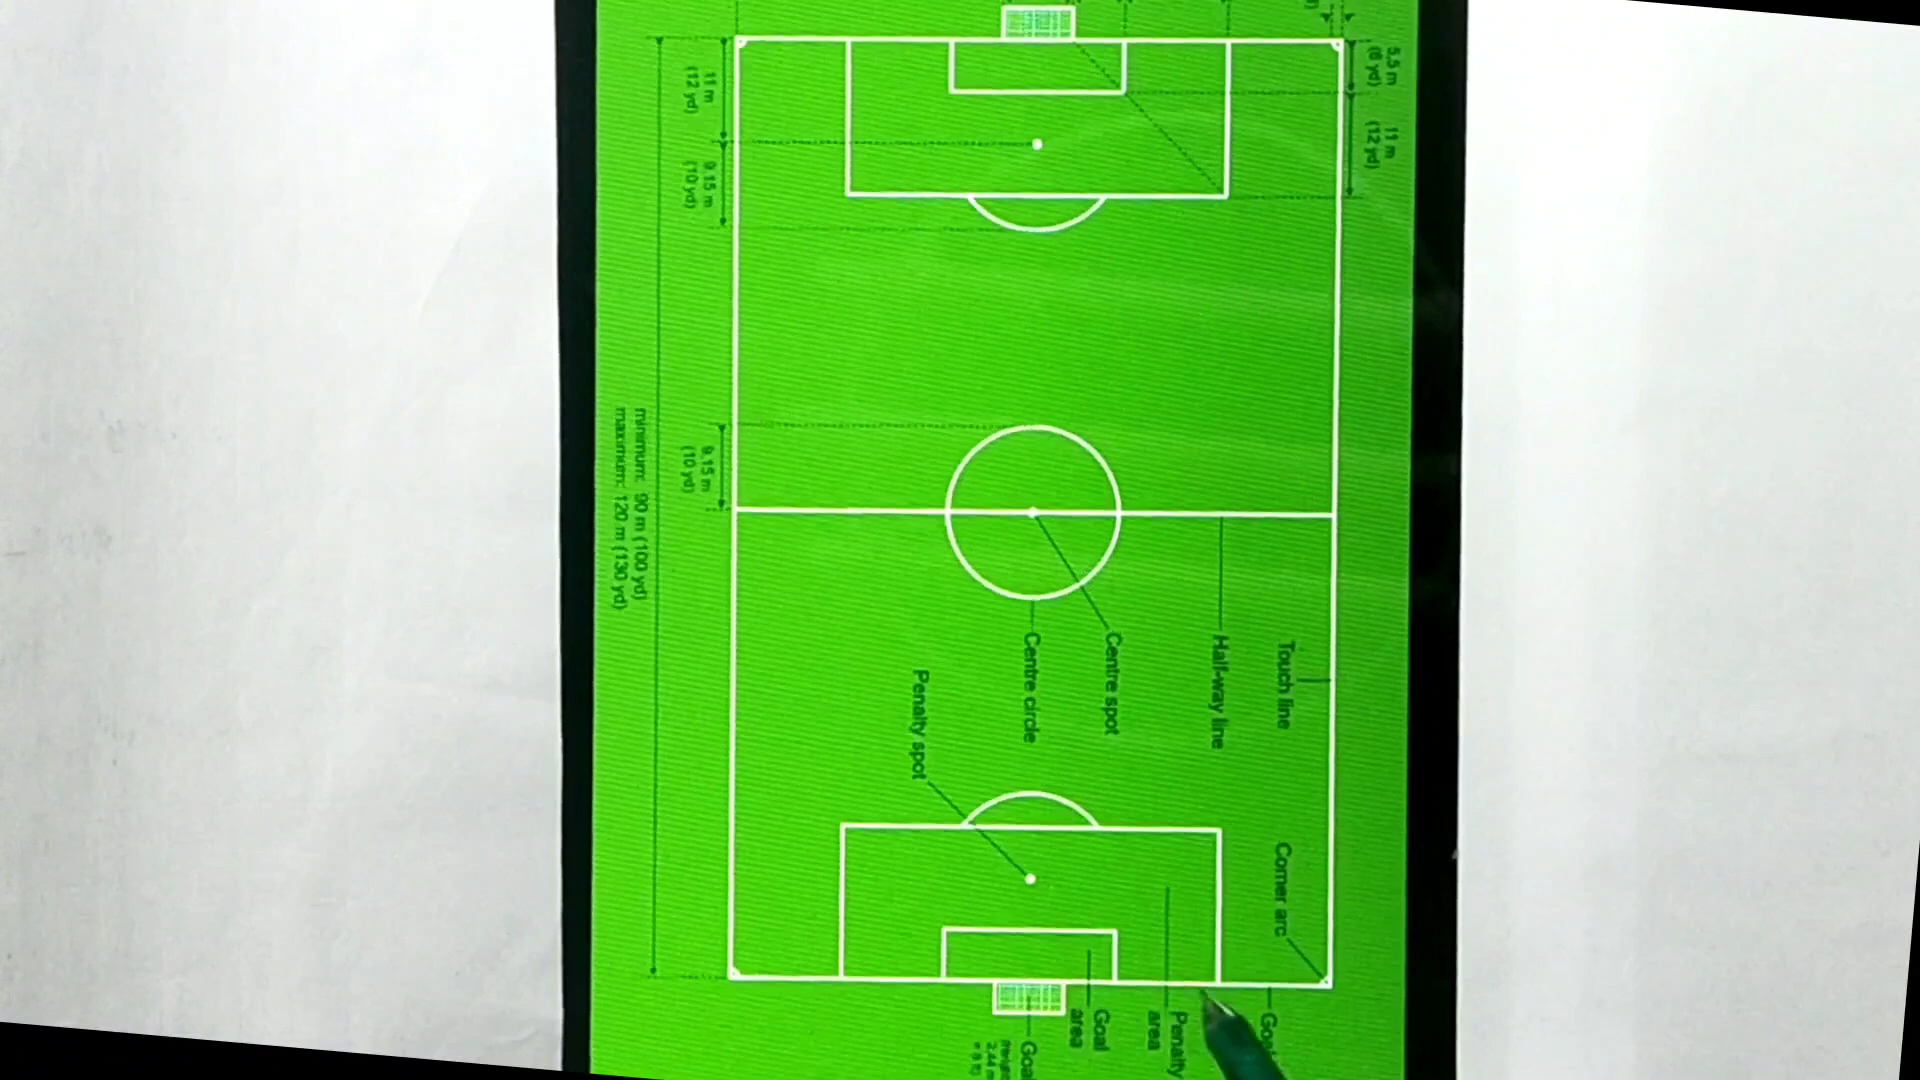 5.5 m
(6 yd)
11 m
(12 yd)
11 m
(12 yd)
9.15 m
(10 yd)
9.15 m
(10 yd)
minimum: 90 m (100 yd)
maximum: 120 m (130 yd)
Touch line
Half-way line
Centre spot
Centre circle
Penalty spot
Corner arc
Penalty
area
Goal
area
Goal